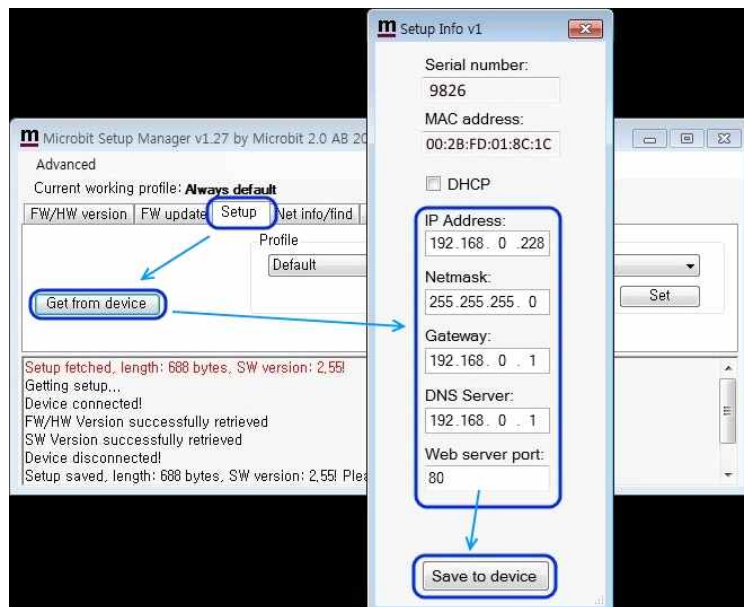 m Setup Info v1
Serial number:
9826
MAC address:
00:2B:FD:01:8C:1C
DHCP
IP Address:
192.168. 0 .228
Netmask:
255.255.255. 0
Gateway:
192.168. 0 . 1
DNS Server:
192.168. 0 . 1
Web server port:
80
Save to device
m Microbit Setup Manager v1.27 by Microbit 2.0 AB 20
Advanced
Current working profile: Always default
FW/HW version
FW update
Setup
Net info/find
Profile
Default
Get from device
Set
Setup fetched, length: 688 bytes, SW version: 2,55!
Getting setup...
Device connected!
FW/HW Version successfully retrieved
SW Version successfully retrieved
Device disconnected!
Setup saved, length: 688 bytes, SW version: 2,55! Plea